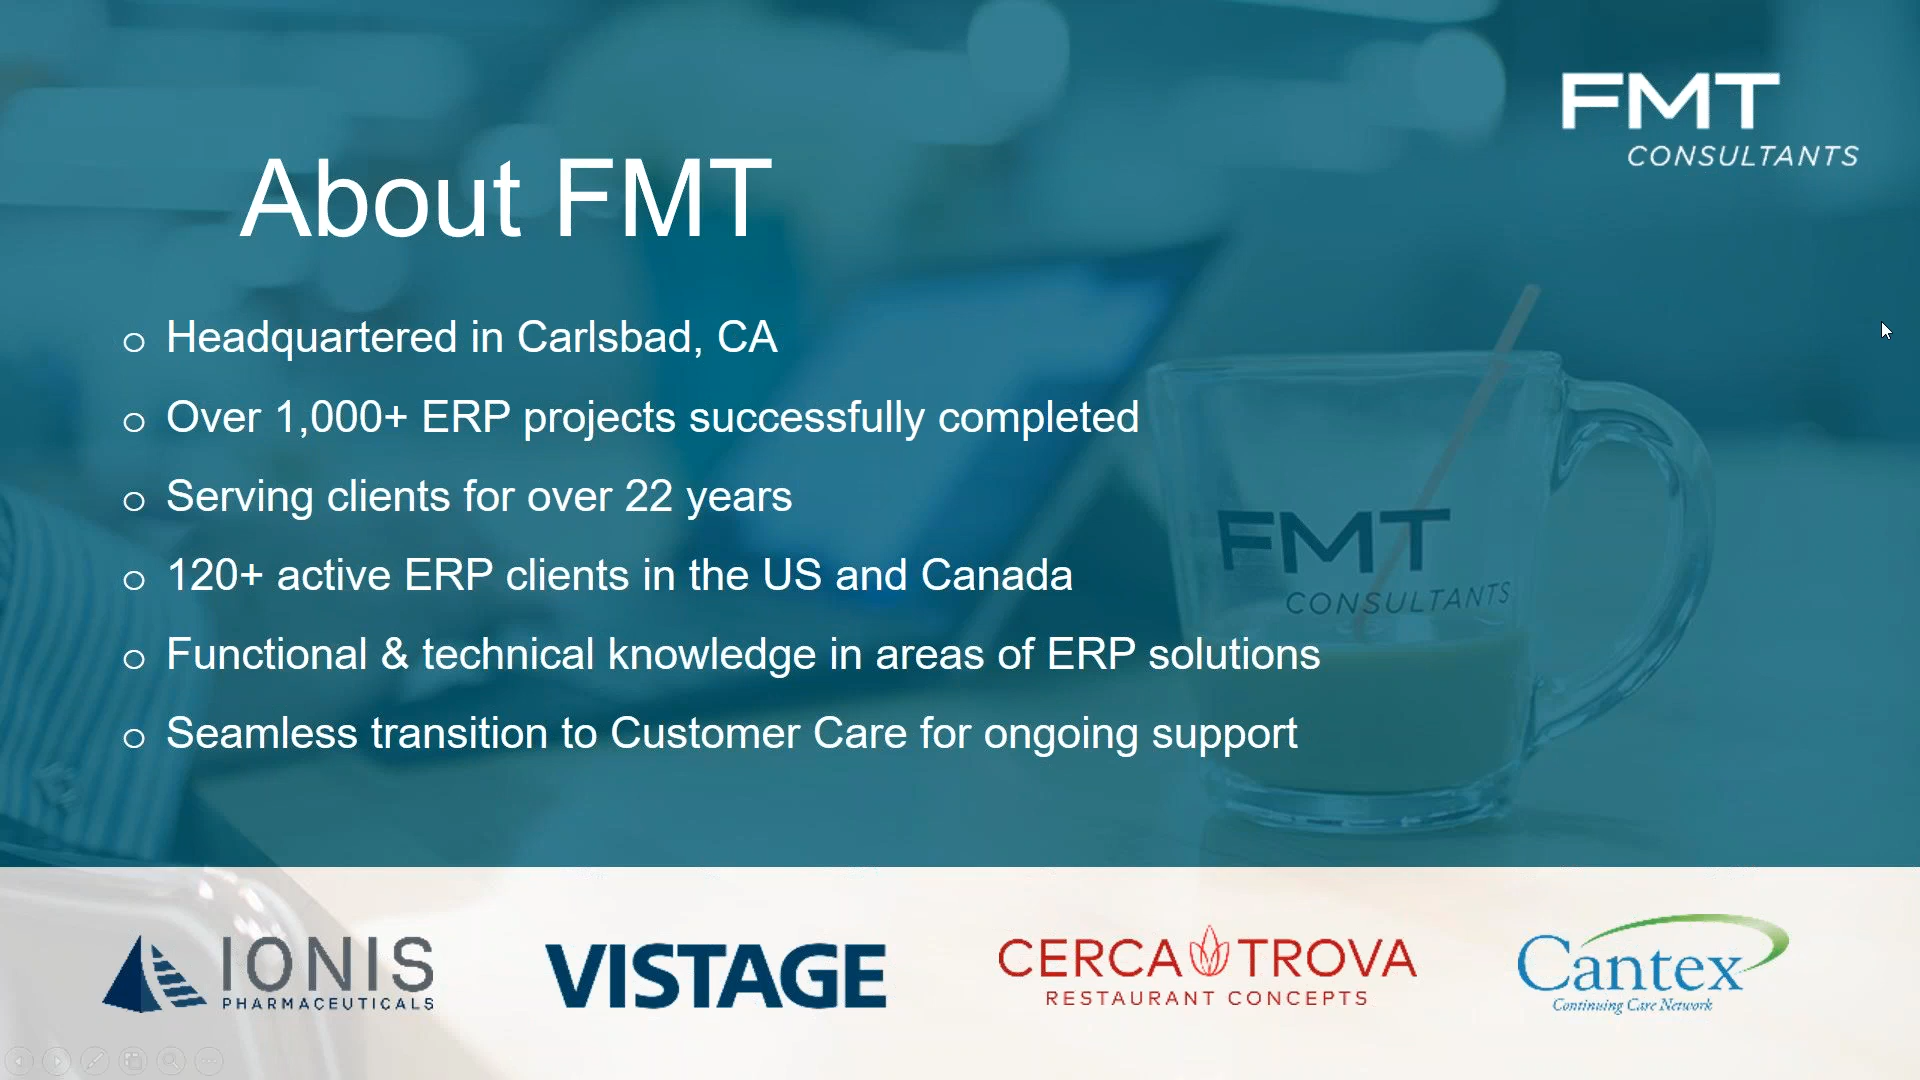 FMT
CONSULTANTS
About FMT
o Headquartered in Carlsbad, CA
o Over 1,000+ ERP projects successfully completed
o Serving clients for over 22 years
o 120+ active ERP clients in the US and Canada
o Functional & technical knowledge in areas of ERP solutions
o Seamless transition to Customer Care for ongoing support
FMT
CONSULTANTS
IONIS
PHARMACEUTICALS
VISTAGE
CERCA TROVA
RESTAURANT CONCEPTS
Cantex
Continuing Care Network